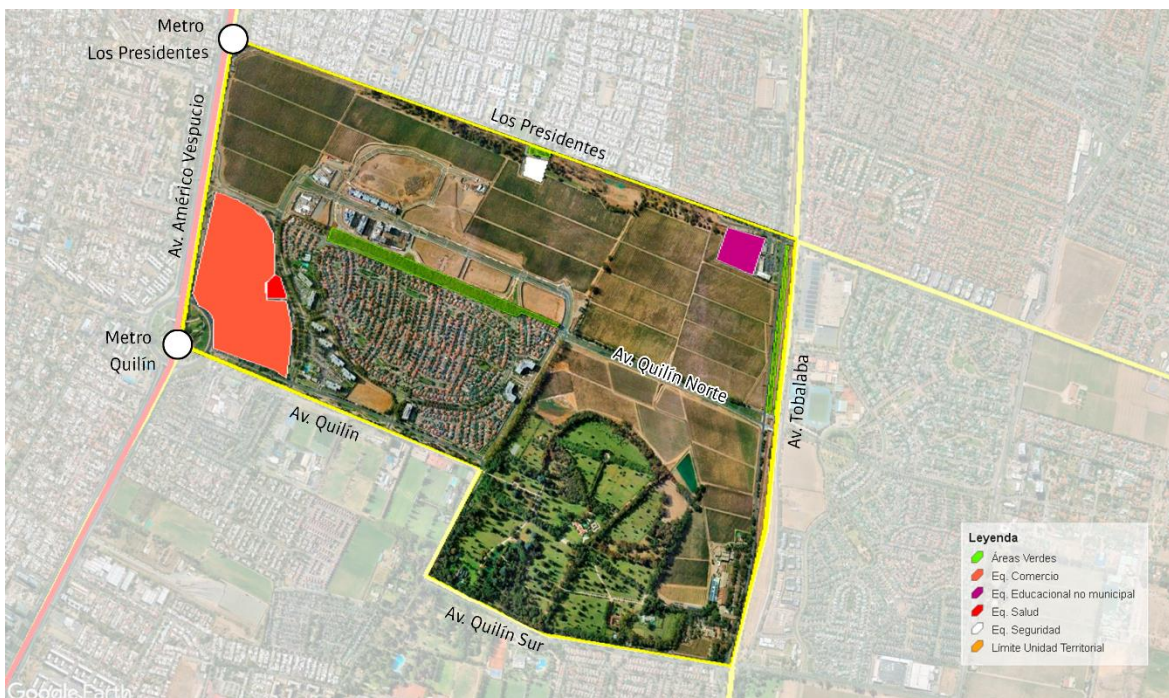 Metro
Los Presidentes
Av. Américo Vespucio
Los Presidentes
Metro
Quilín
Av. Quilín Norte
Av. Quilín
Av. Tobalaba
Av. Quilín Sur
Leyenda
Áreas Verdes
Eq. Comercio
Eq. Educacional no municipal
Eq. Salud
Eq. Seguridad
Límite Unidad Territorial
Google Earth